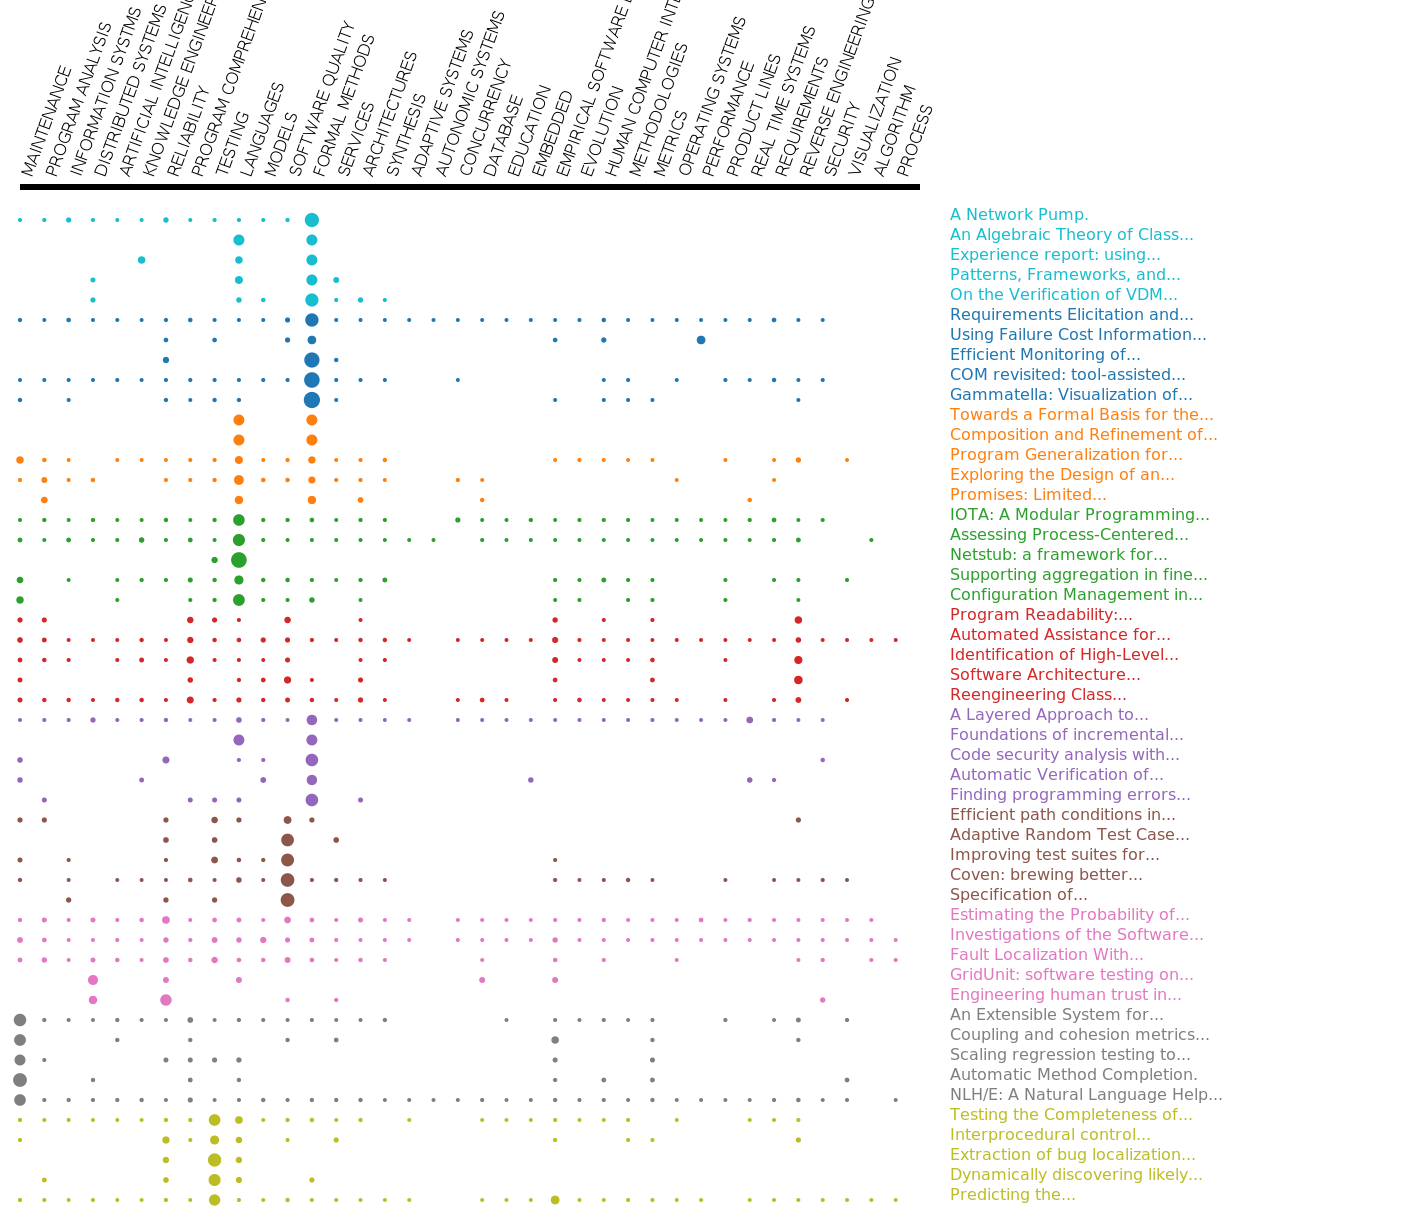 MAINTENANCE
PROGRAM ANALYSIS
INFORMATION SYSTMS
DISTRIBUTED SYSTEMS
ARTIFICIAL INTELLIGEN
KNOWLEDGE ENGINEER
RELIABILITY
PROGRAM COMPREHEN
TESTING
LANGUAGES
MODELS
SOFTWARE QUALITY
FORMAL METHODS
SERVICES
ARCHITECTURES
SYNTHESIS
ADAPTIVE SYSTEMS
AUTONOMIC SYSTEMS
CONCURRENCY
DATABASE
EDUCATION
EMBEDDED
EMPIRICAL SOFTWARE
EVOLUTION
HUMAN COMPUTER INTE
METHODOLOGIES
METRICS
OPERATING SYSTEMS
PERFORMANCE
PRODUCT LINES
REAL TIME SYSTEMS
REQUIREMENTS
REVERSE ENGINEERING
SECURITY
VISUALIZATION
ALGORITHM
PROCESS
A Network Pump.
An Algebraic Theory of Class...
Experience report: using...
Patterns, Frameworks, and...
On the Verification of VDM...
Requirements Elicitation and...
Using Failure Cost Information...
Efficient Monitoring of...
COM revisited: tool-assisted...
Gammatella: Visualization of...
Towards a Formal Basis for the...
Composition and Refinement of...
Program Generalization for...
Exploring the Design of an...
Promises: Limited...
IOTA: A Modular Programming...
Assessing Process-Centered...
Netstub: a framework for...
Supporting aggregation in fine...
Configuration Management in...
Program Readability:...
Automated Assistance for...
Identification of High-Level...
Software Architecture...
Reengineering Class...
A Layered Approach to...
Foundations of incremental...
Code security analysis with...
Automatic Verification of...
Finding programming errors...
Efficient path conditions in...
Adaptive Random Test Case...
Improving test suites for...
Coven: brewing better...
Specification of...
Estimating the Probability of...
Investigations of the Software...
Fault Localization With...
GridUnit: software testing on...
Engineering human trust in...
An Extensible System for...
Coupling and cohesion metrics...
Scaling regression testing to...
Automatic Method Completion.
NLH/E: A Natural Language Help...
Testing the Completeness of...
Interprocedural control...
Extraction of bug localization...
Dynamically discovering likely...
Predicting the...